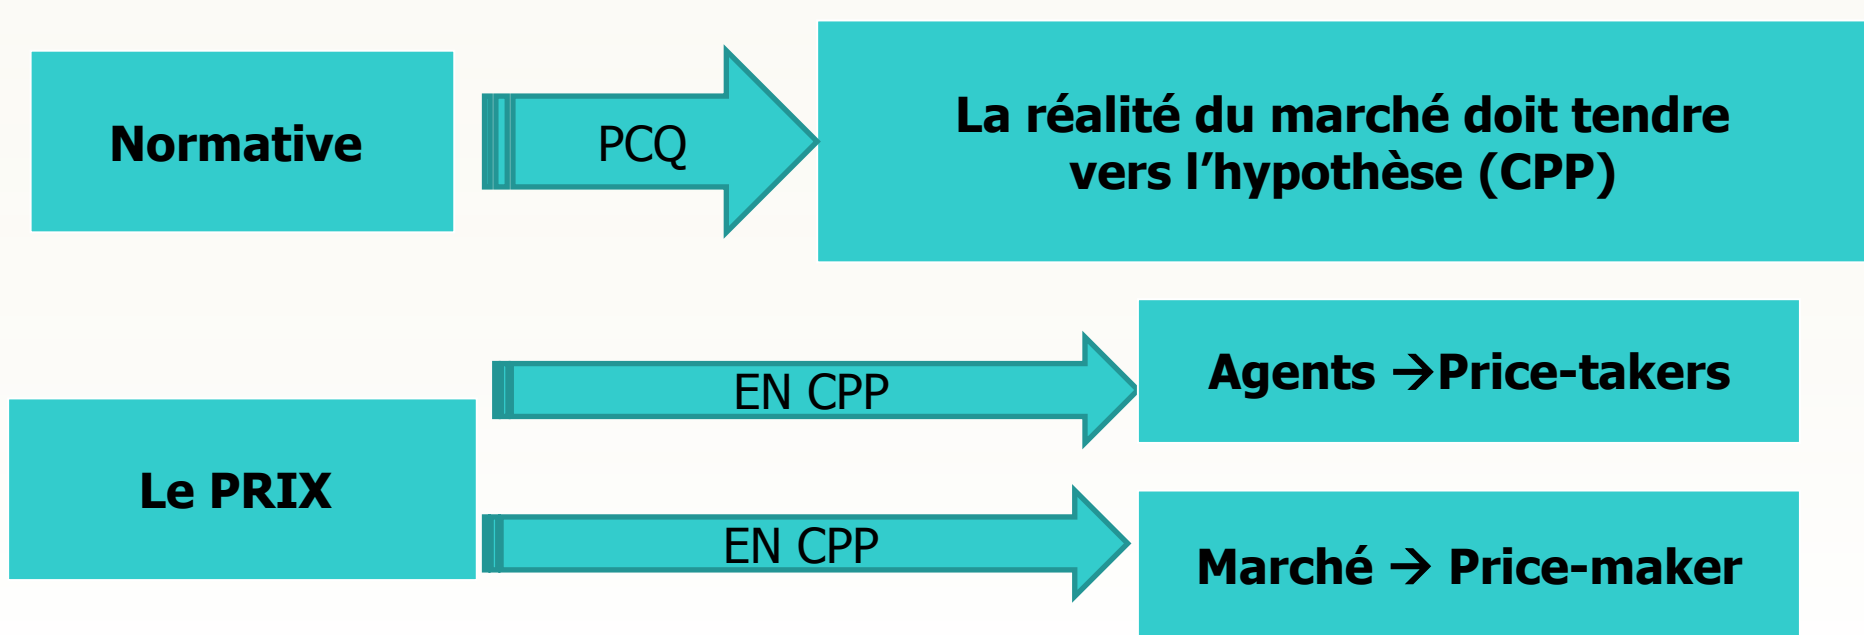 Normative
PCQ
La réalité du marché doit tendre
vers l’hypothèse (CPP)
Le PRIX
EN CPP
Agents →Price-takers
EN CPP
Marché → Price-maker